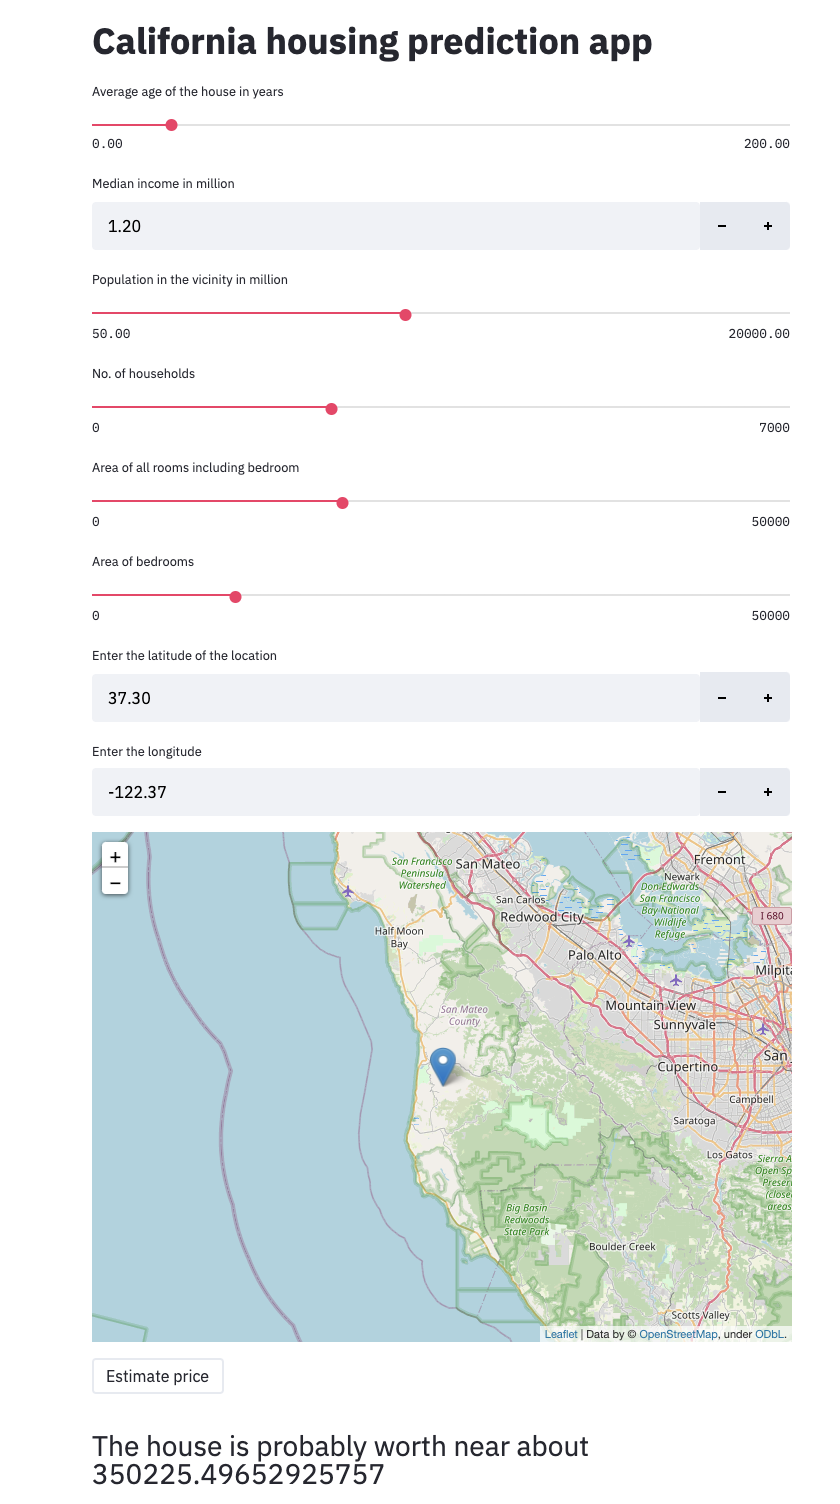 California housing prediction app
Average age of the house in years
0.00 200.00
Median income in million
1.20 − +
Population in the vicinity in million
50.00 20000.00
No. of households
0 7000
Area of all rooms including bedroom
0 50000
Area of bedrooms
0 50000
Enter the latitude of the location
37.30 − +
Enter the longitude
-122.37 − +
+
−
San Francisco
Peninsula
Watershed
San Mateo
Fremont
Newark
San Carlos
Redwood City
Don Edwards
San Francisco
Bay National
Wildlife
Refuge
I 680
Half Moon
Bay
Palo Alto
Milpita
San Mateo
County
Mountain View
Sunnyvale
San
Cupertino
Campbell
Saratoga
Los Gatos
Sierra A
Open Sp
Preser
(close
areas
Big Basin
Redwoods
State Park
Boulder Creek
Scotts Valley
Leaflet | Data by © OpenStreetMap, under ODbL.
Estimate price
The house is probably worth near about
350225.49652925757